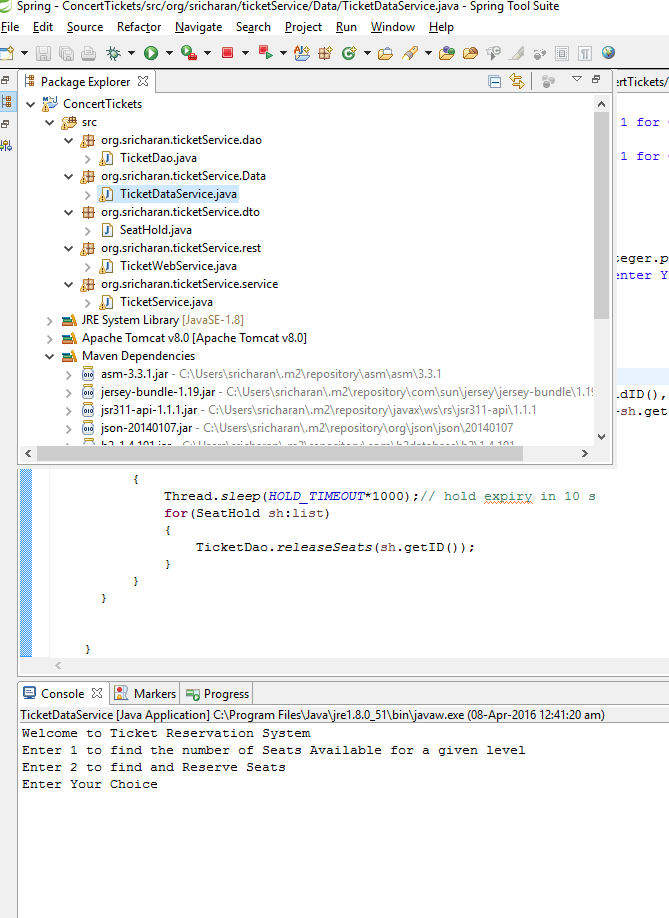 Spring - ConcertTickets/src/org/sricharan/ticketService/Data/TicketDataService.java - Spring Tool Suite
File Edit Source Refactor Navigate Search Project Run Window Help
Package Explorer
ConcertTickets
src
org.sricharan.ticketService.dao
TicketDao.java
org.sricharan.ticketService.Data
TicketDataService.java
org.sricharan.ticketService.dto
SeatHold.java
org.sricharan.ticketService.rest
TicketWebService.java
org.sricharan.ticketService.service
TicketService.java
JRE System Library [JavaSE-1.8]
Apache Tomcat v8.0 [Apache Tomcat v8.0]
Maven Dependencies
asm-3.3.1.jar - C:\Users\sricharan\.m2\repository\asm\asm\3.3.1
jersey-bundle-1.19.jar - C:\Users\sricharan\.m2\repository\com\sun\jersey\jersey-bundle\1.19
jsr311-api-1.1.1.jar - C:\Users\sricharan\.m2\repository\javax\ws\rs\jsr311-api\1.1.1
json-20140107.jar - C:\Users\sricharan\.m2\repository\org\json\json\20140107
1 for
1 for
teger.p
enter Y
dID(),
sh.get
{
Thread.sleep(HOLD_TIMEOUT*1000);// hold expiry in 10 s
for(SeatHold sh:list)
{
TicketDao.releaseSeats(sh.getID());
}
}
}
}
Console Markers Progress
TicketDataService [Java Application] C:\Program Files\Java\jre1.8.0_51\bin\javaw.exe (08-Apr-2016 12:41:20 am)
Welcome to Ticket Reservation System
Enter 1 to find the number of Seats Available for a given level
Enter 2 to find and Reserve Seats
Enter Your Choice